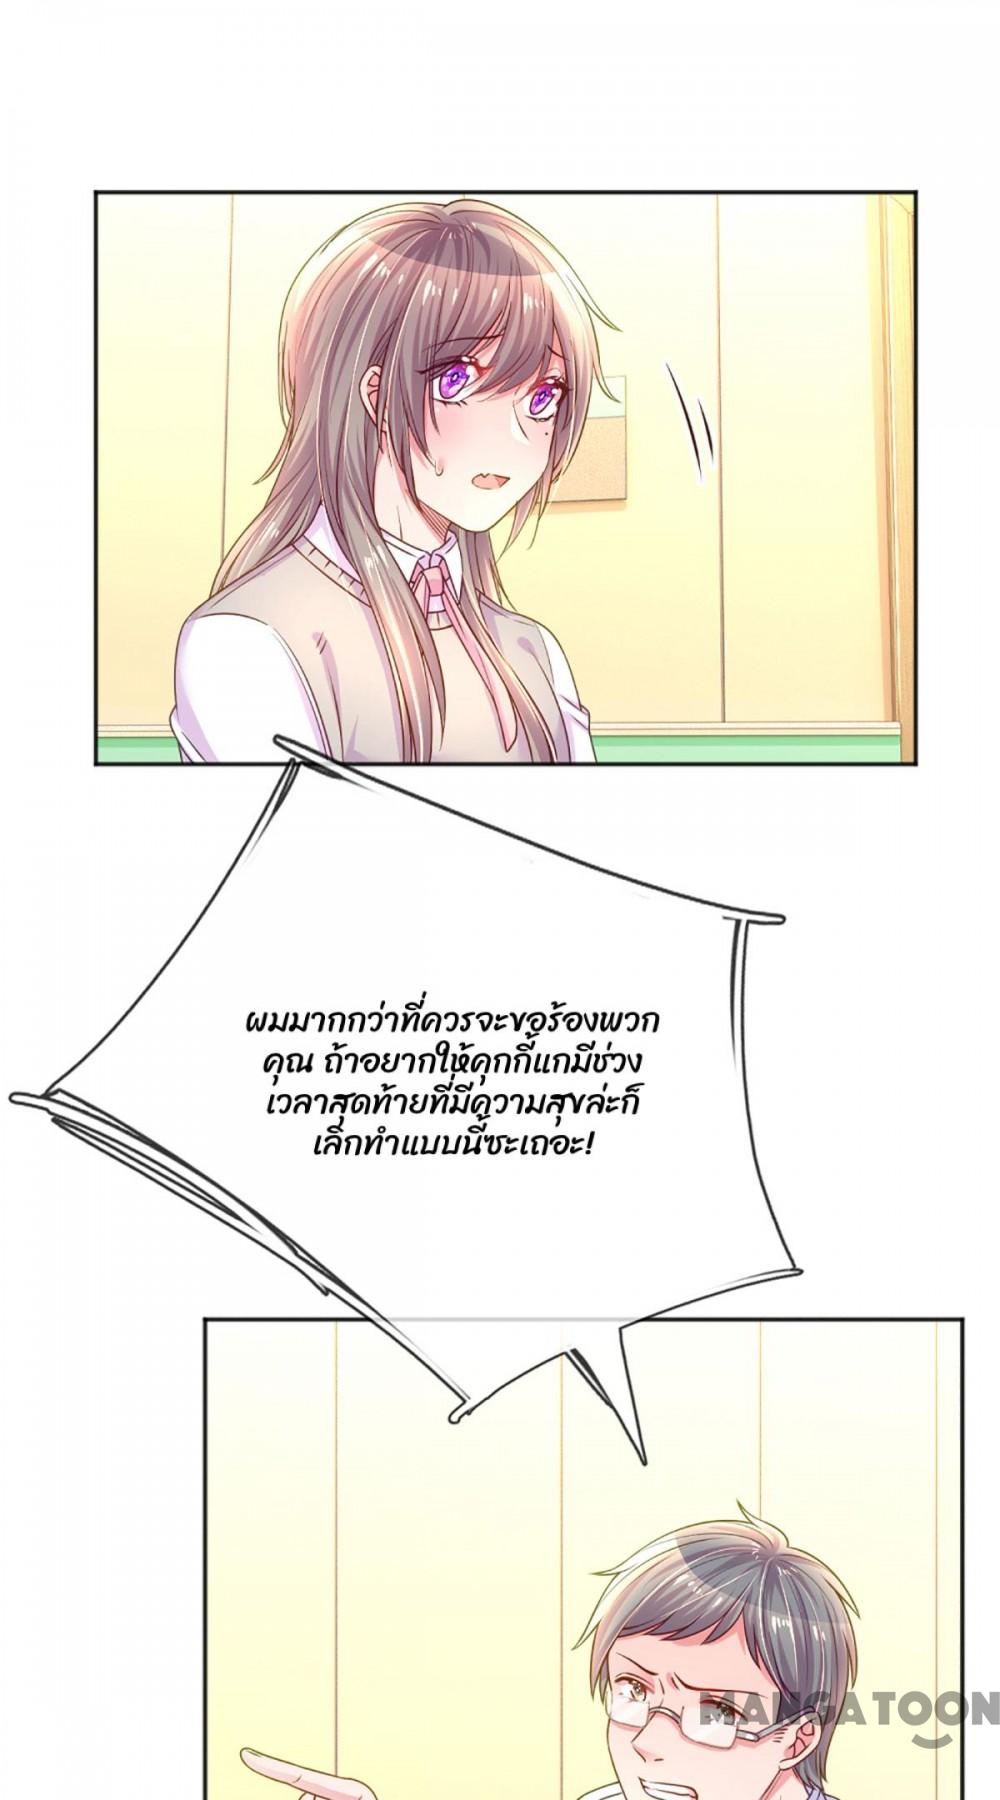 ผมมากกว่าที่ควรจะขอร้องพวก
คุณ ถ้าอยากให้คุกกี้แกมีช่วง
เวลาสุดท้ายที่มีความสุขล่ะก็
เลิกทำแบบนี้ซะเถอะ!
MANGATOON